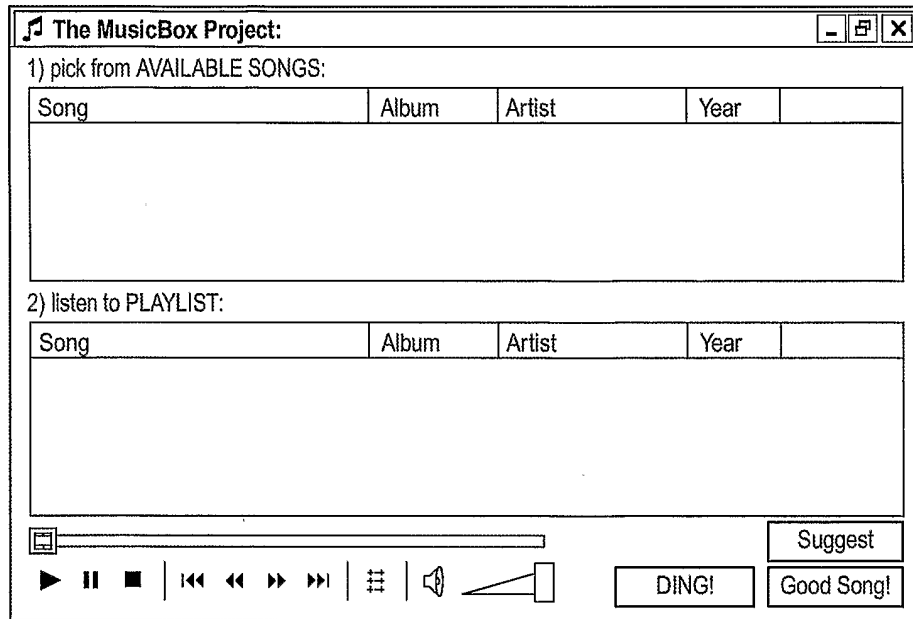 The MusicBox Project:
1) pick from AVAILABLE SONGS:
Song Album Artist Year
2) listen to PLAYLIST:
Song Album Artist Year
Suggest
DING! Good Song!